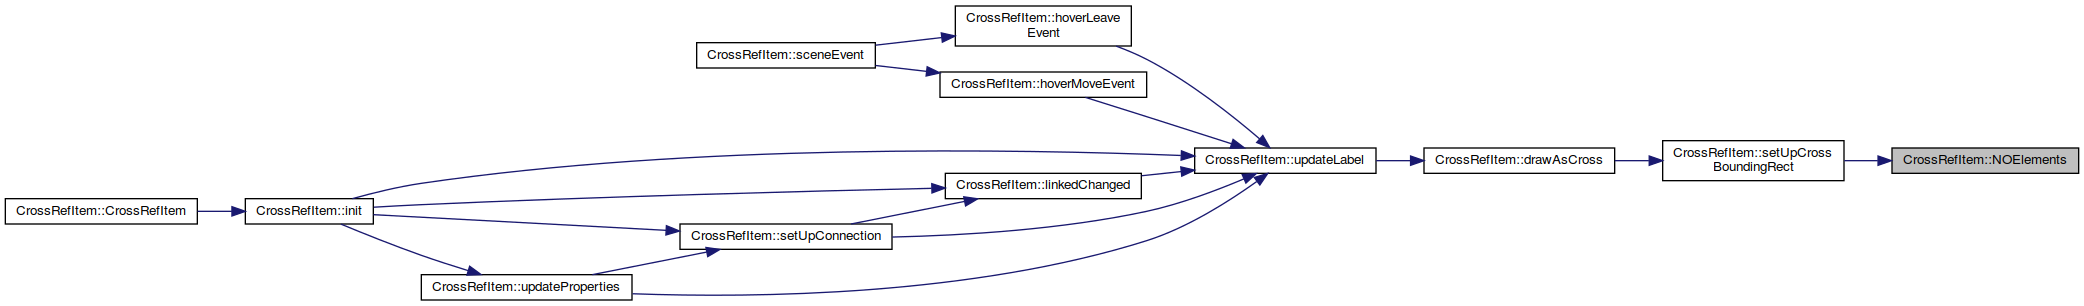 CrossRefItem::hoverLeave
Event
CrossRefItem::sceneEvent
CrossRefItem::hoverMoveEvent
CrossRefItem::updateLabel
CrossRefItem::drawAsCross
CrossRefItem::setUpCross
BoundingRect
CrossRefItem::NOElements
CrossRefItem::linkedChanged
CrossRefItem::CrossRefItem
CrossRefItem::init
CrossRefItem::setUpConnection
CrossRefItem::updateProperties